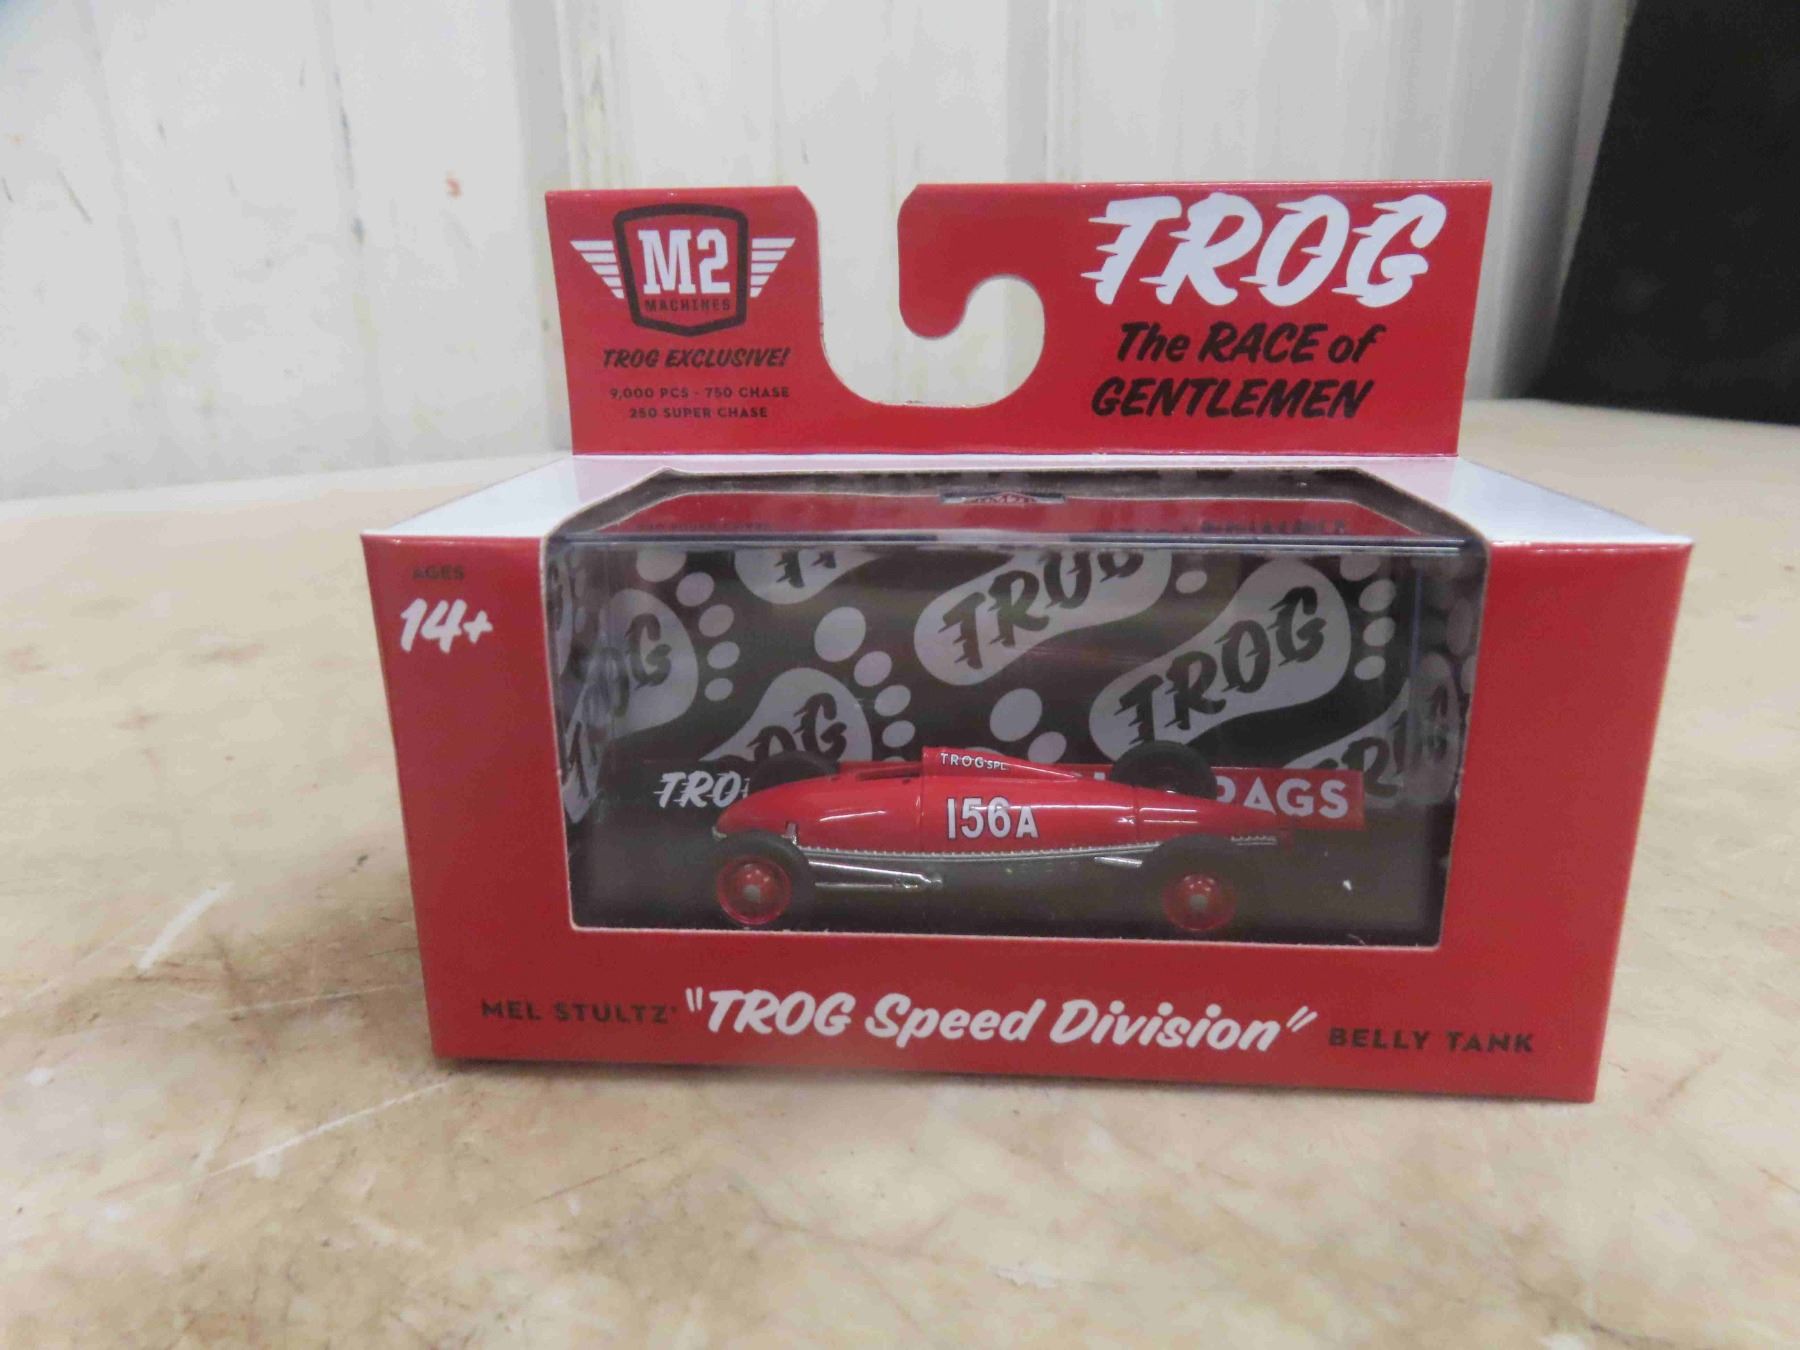 M2
MACHINES
TROG EXCLUSIVE!
9,000 PCS - 750 CHASE
250 SUPER CHASE
TROG
The RACE of
GENTLEMEN
AGES
14+
TROG
TROG
TROG
TROG
TROG SPL.
156A
MEL STULTZ' "TROG Speed Division" BELLY TANK